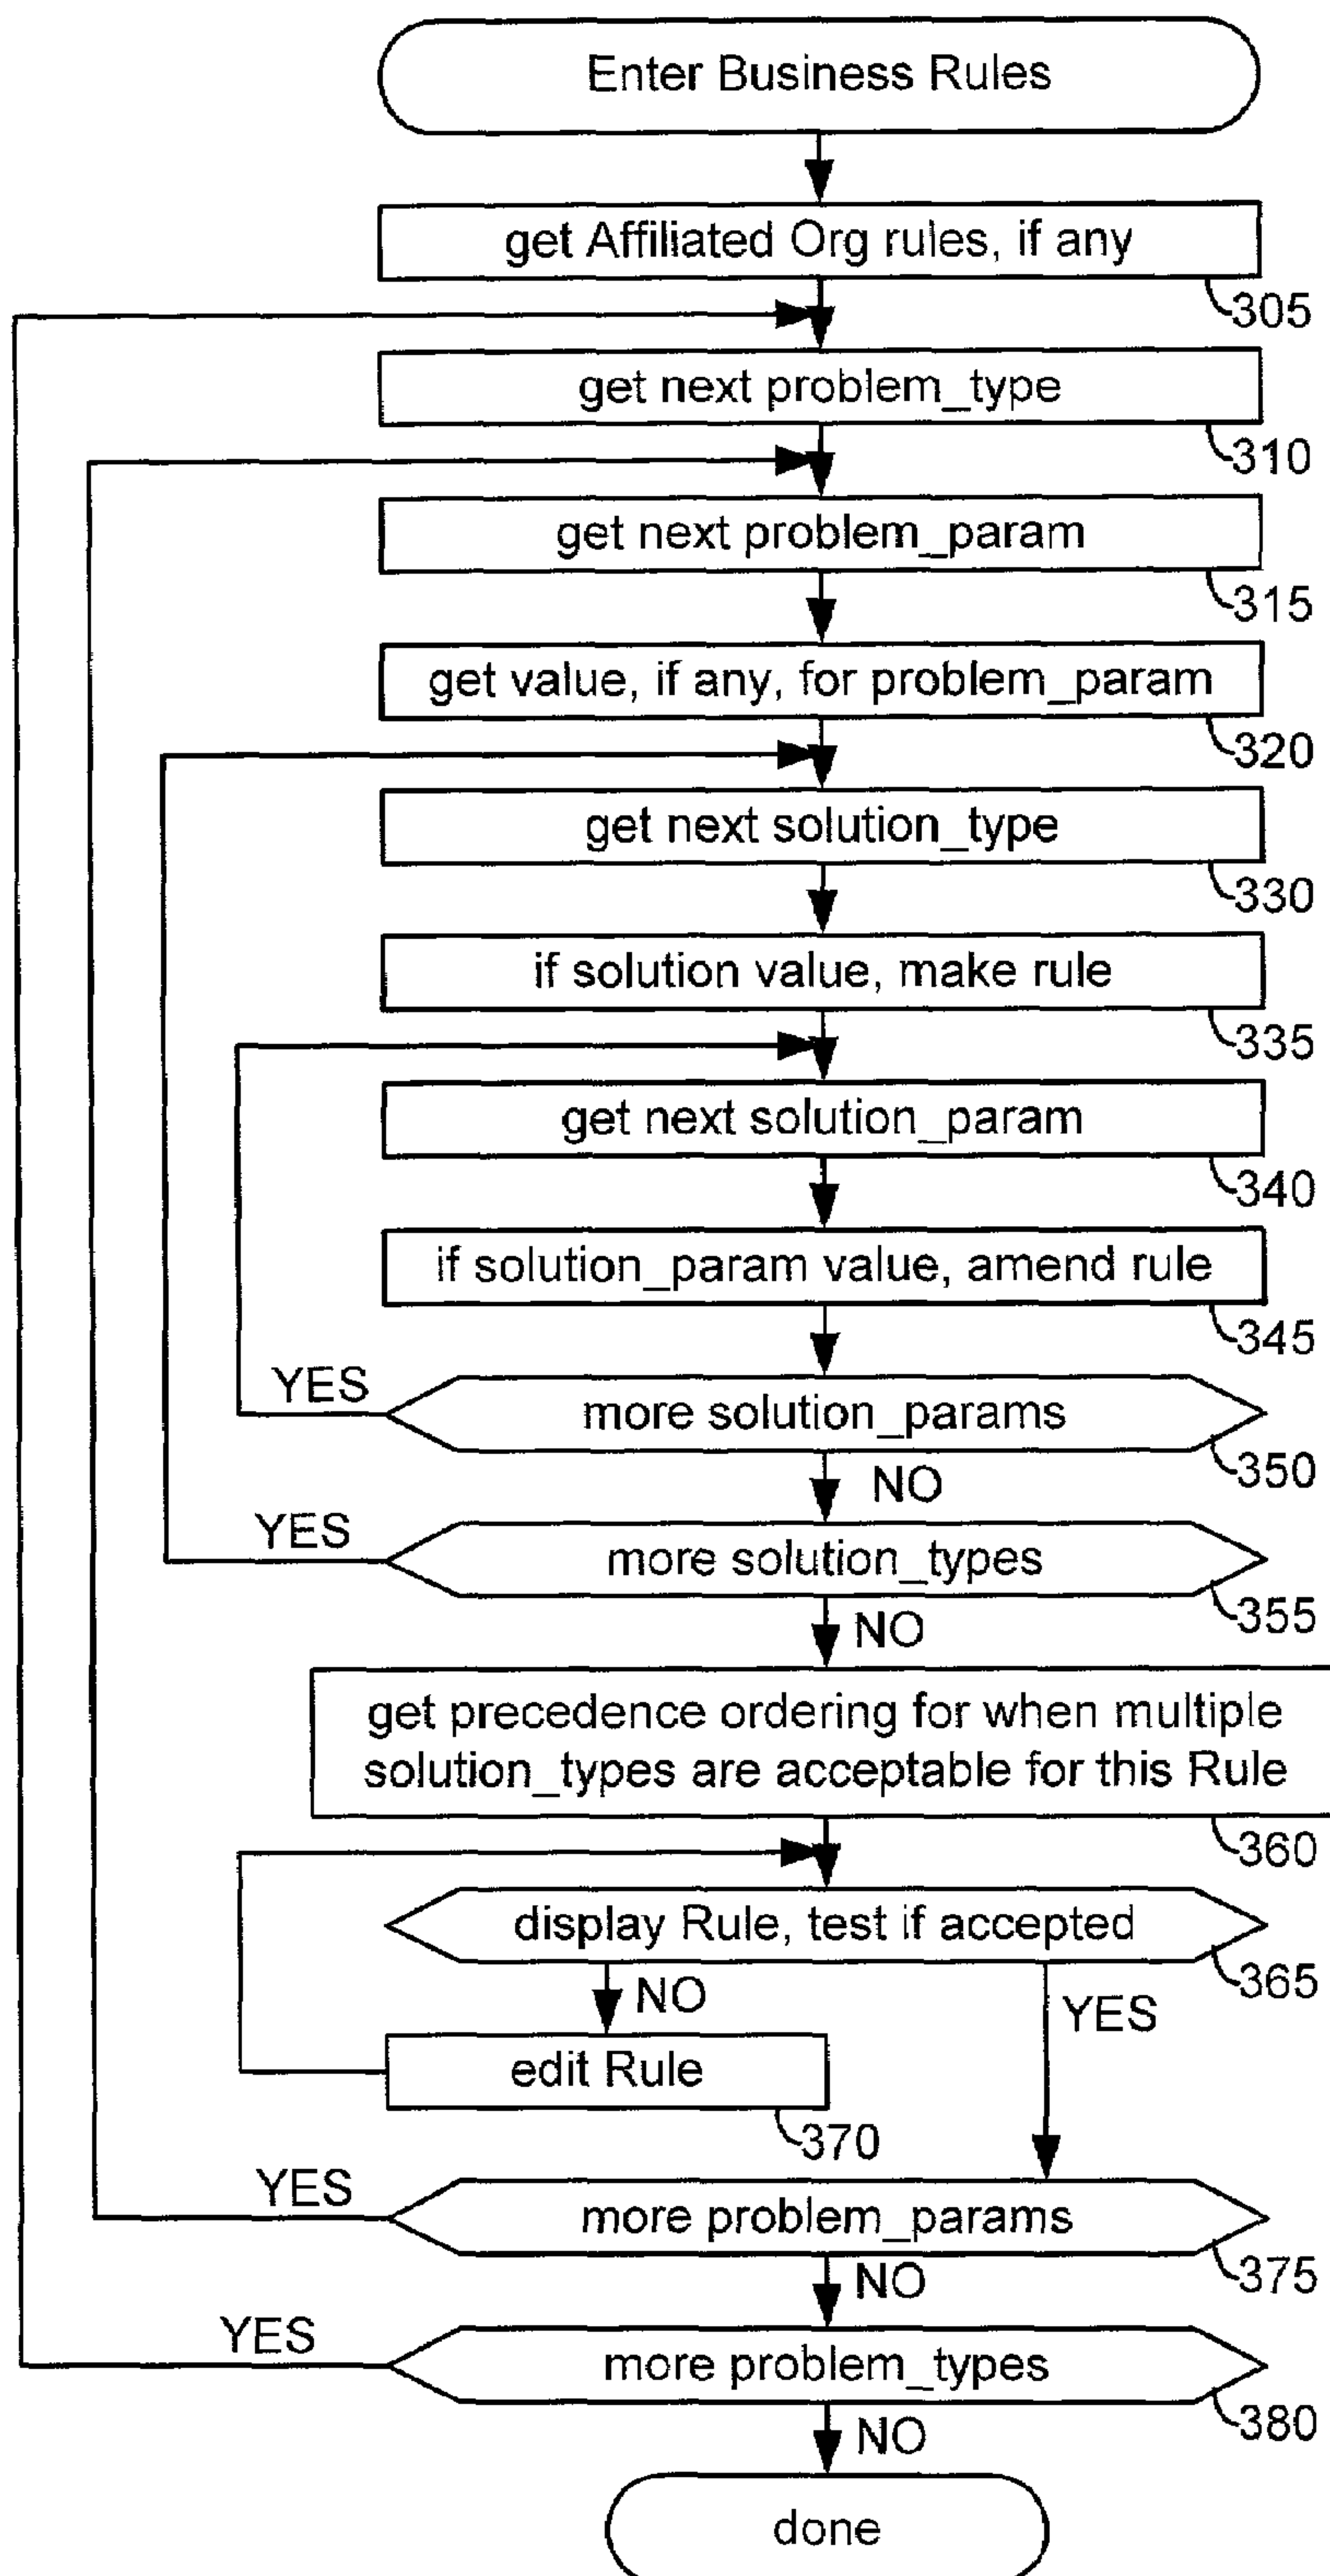 Enter Business Rules
get Affiliated Org rules, if any
305
get next problem_type
310
get next problem_param
315
get value, if any, for problem_param
320
get next solution_type
330
if solution value, make rule
335
get next solution_param
340
if solution_param value, amend rule
345
YES
more solution_params
350
NO
YES
more solution_types
355
NO
get precedence ordering for when multiple
solution_types are acceptable for this Rule
360
display Rule, test if accepted
365
NO
YES
edit Rule
370
YES
more problem_params
375
NO
YES
more problem_types
380
NO
done